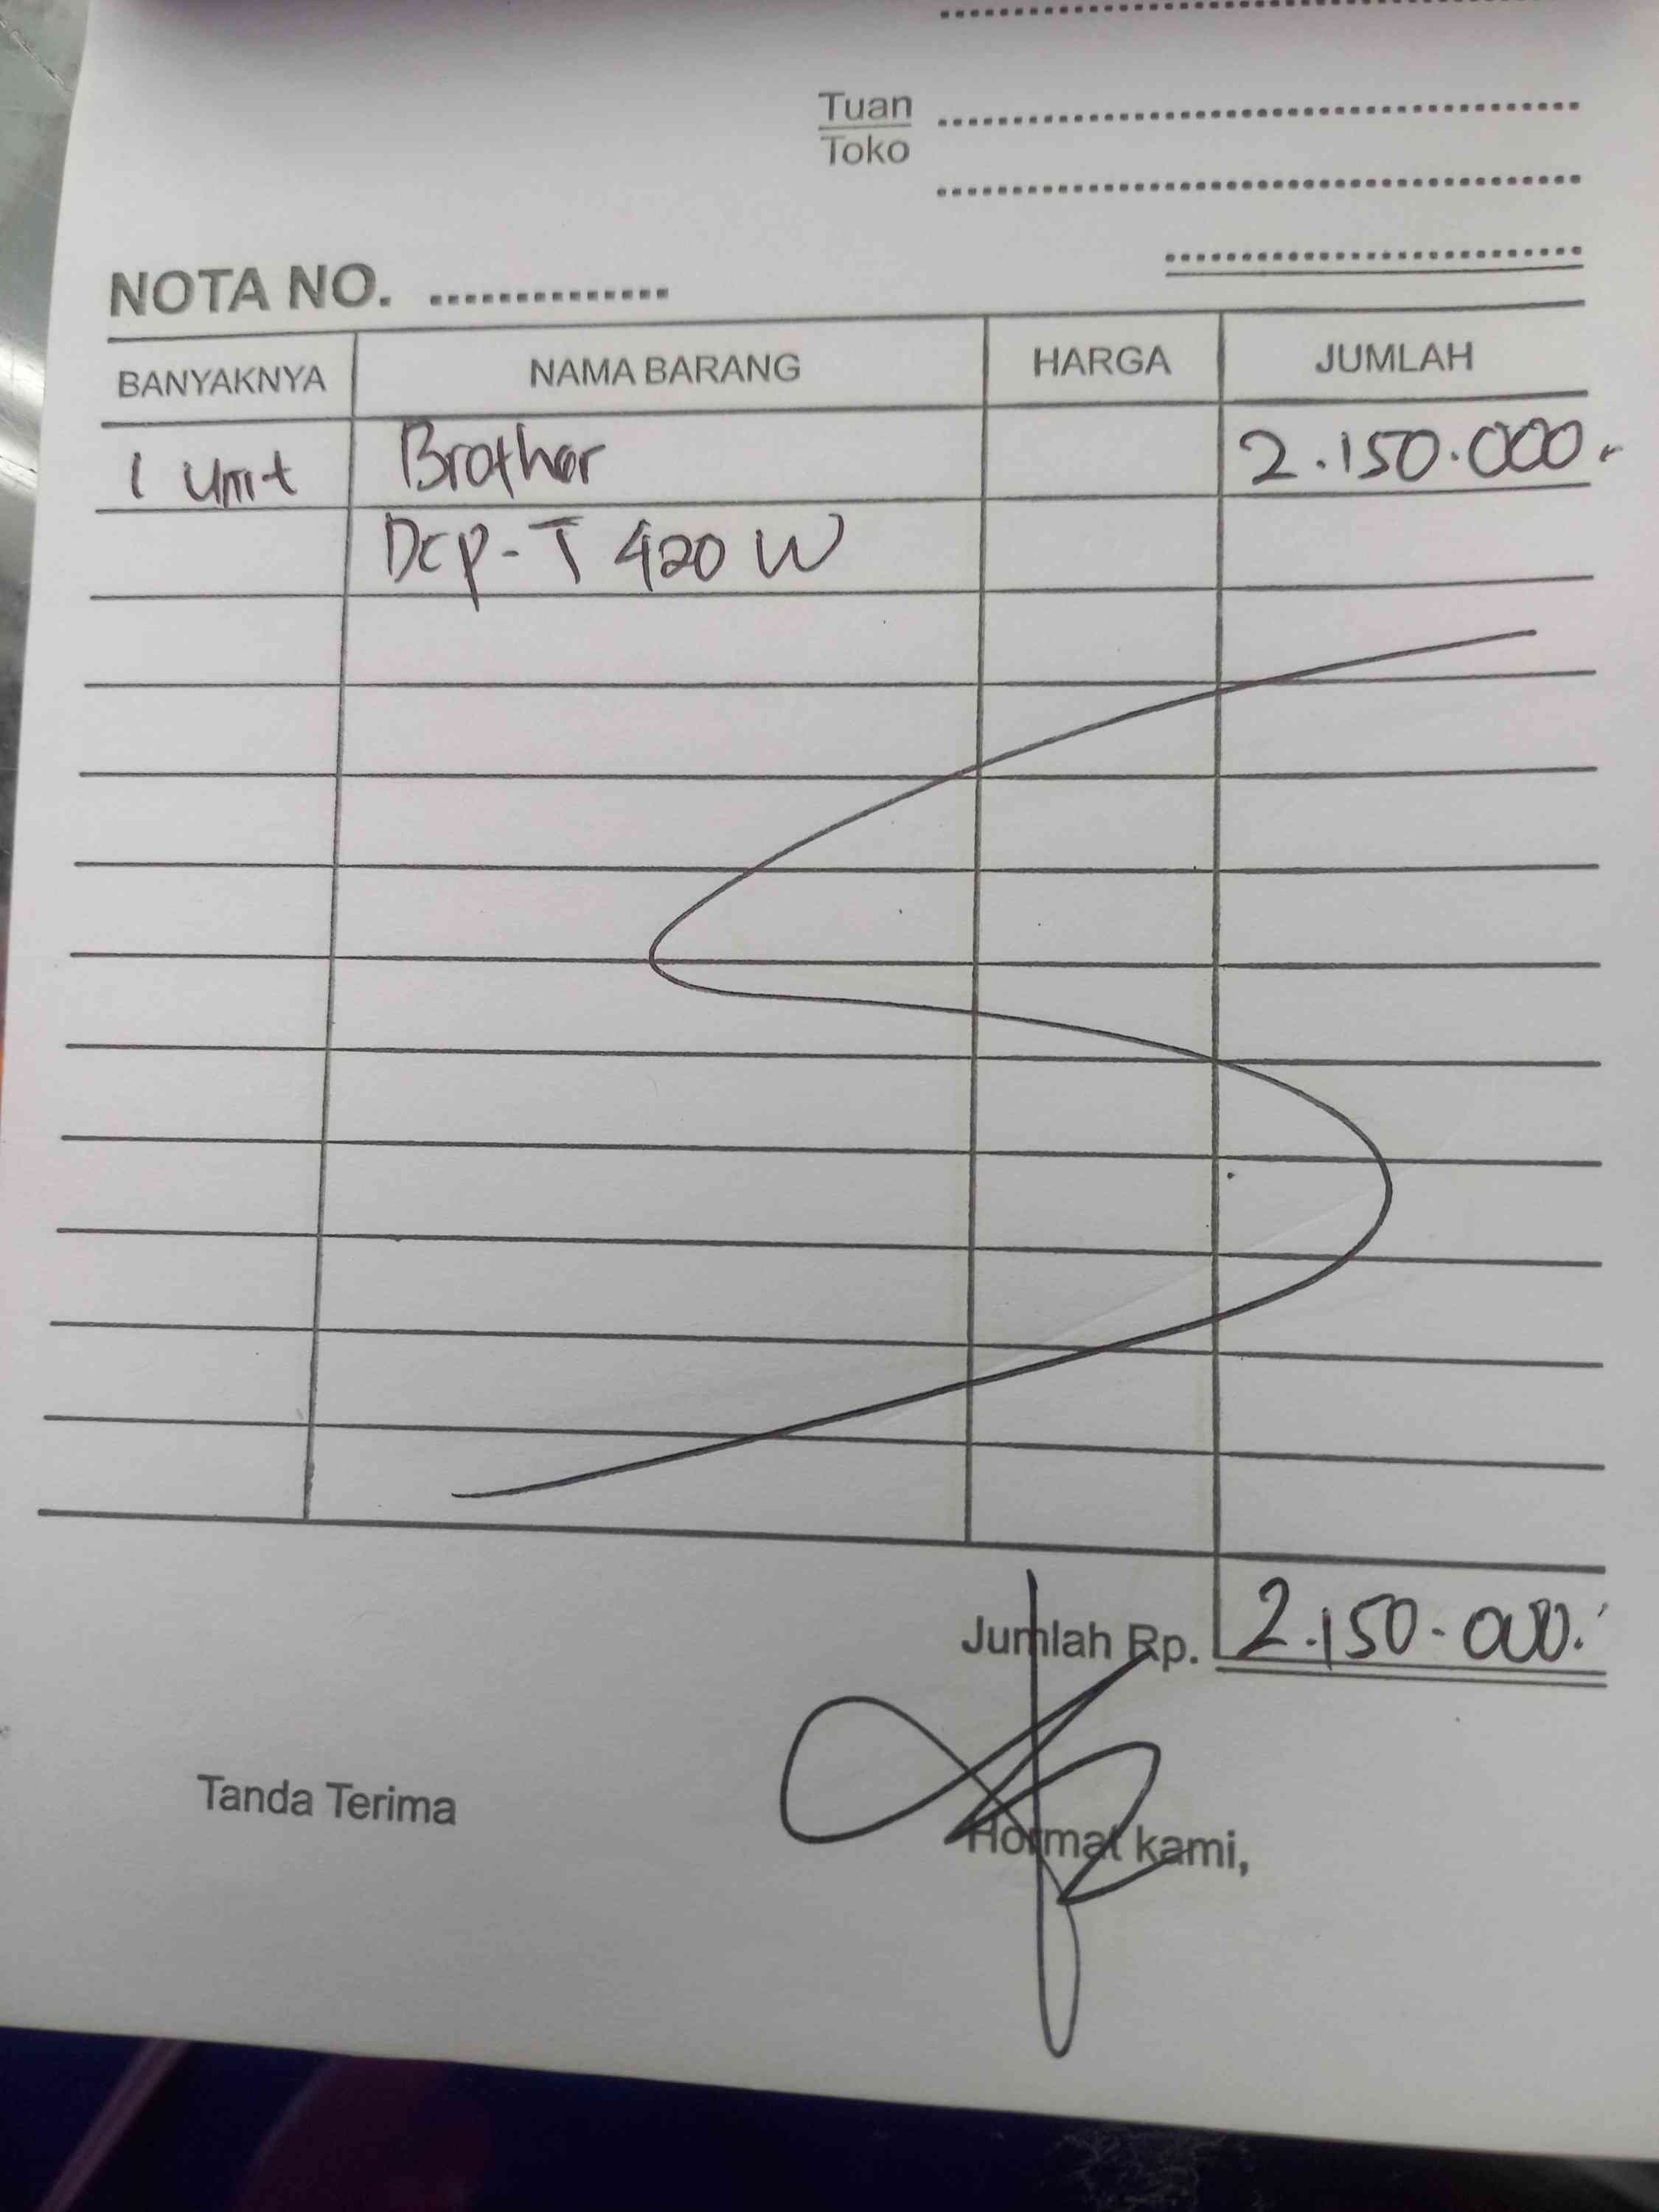 Tuan
Toko
NOTA NO.
BANYAKNYA NAMA BARANG HARGA JUMLAH
1 Unit Brother 2.150.000.-
Dcp-T 420 W
Jumlah Rp. 2.150.000.-
Tanda Terima
Hormat kami,